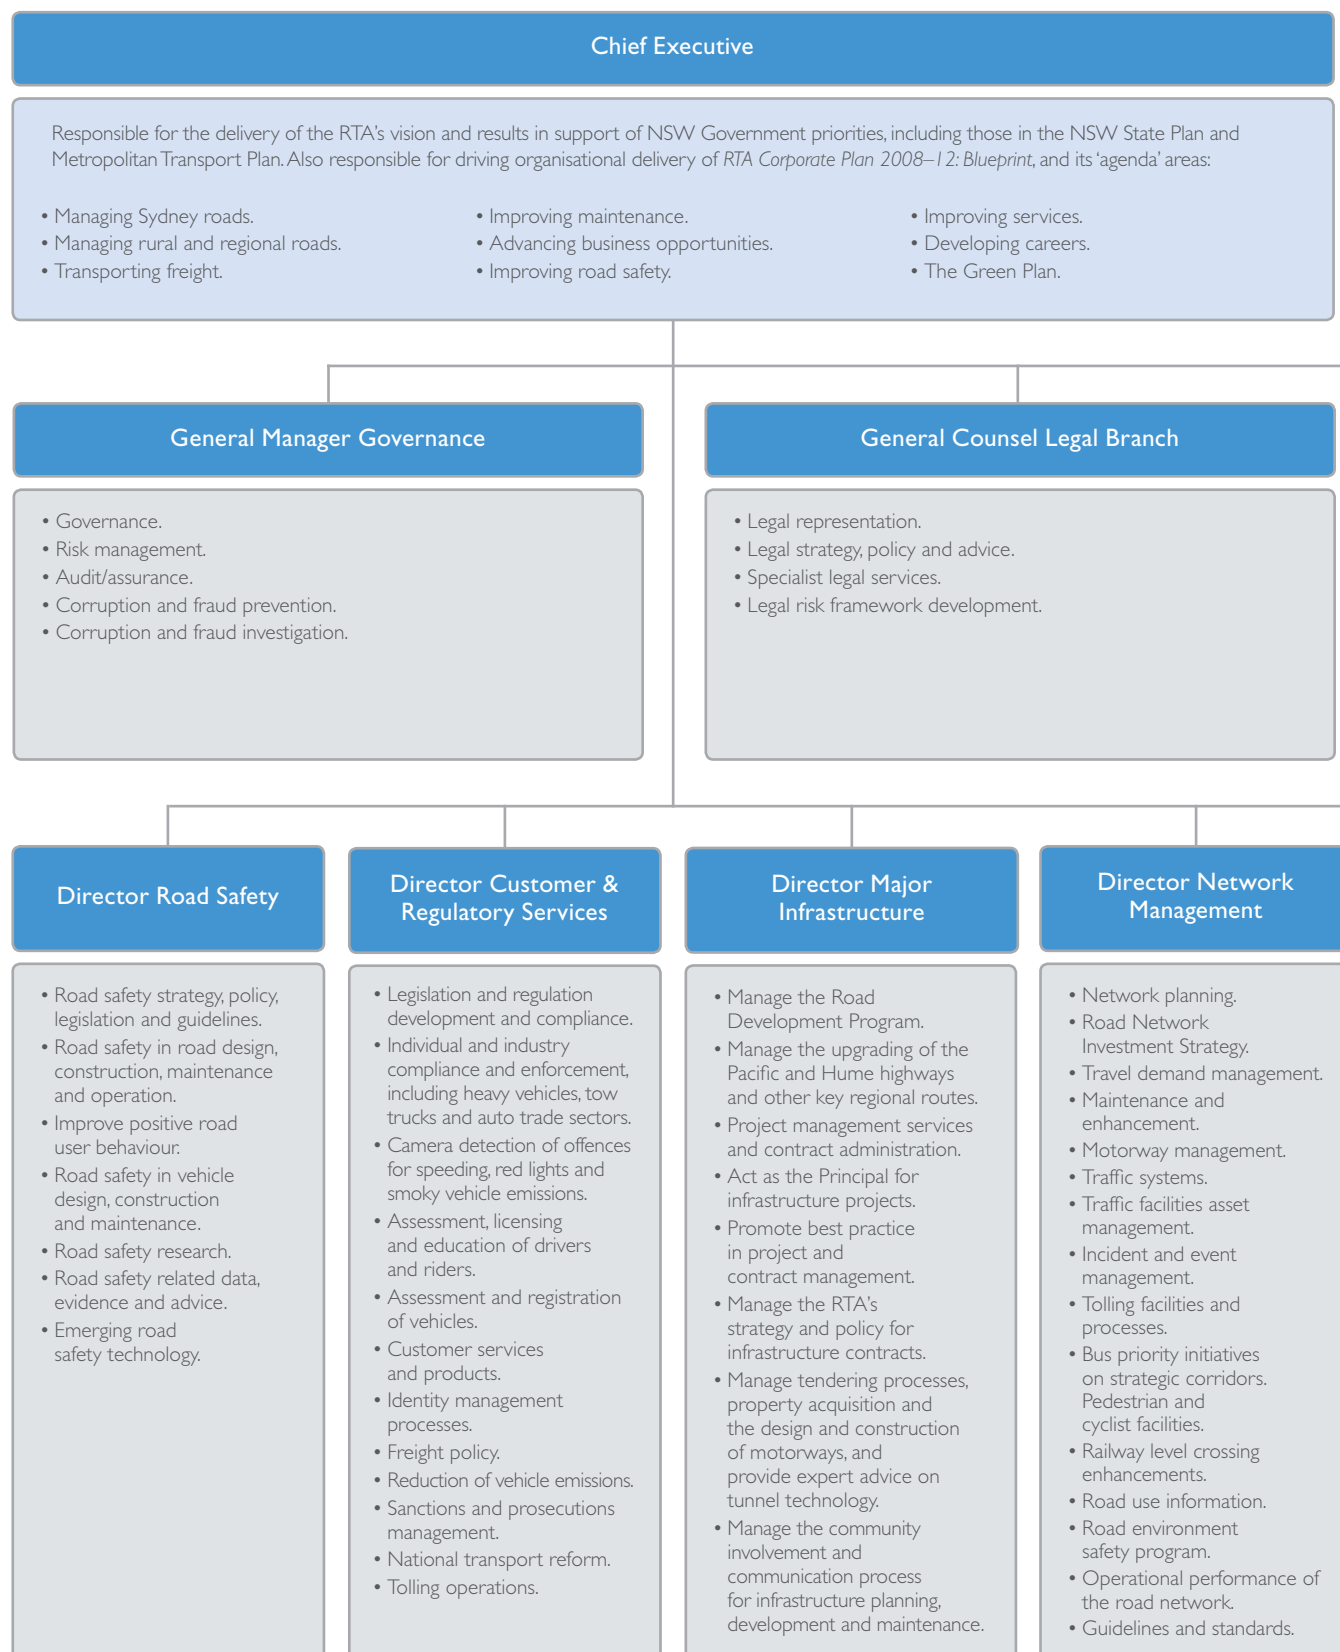 Chief Executive
Responsible for the delivery of the RTA's vision and results in support of NSW Government priorities, including those in the NSW State Plan and
Metropolitan Transport Plan. Also responsible for driving organisational delivery of RTA Corporate Plan 2008–12: Blueprint, and its 'agenda' areas:
• Managing Sydney roads.
• Managing rural and regional roads.
• Transporting freight.
• Improving maintenance.
• Advancing business opportunities.
• Improving road safety.
• Improving services.
• Developing careers.
• The Green Plan.
General Manager Governance
• Governance.
• Risk management.
• Audit/assurance.
• Corruption and fraud prevention.
• Corruption and fraud investigation.
General Counsel Legal Branch
• Legal representation.
• Legal strategy, policy and advice.
• Specialist legal services.
• Legal risk framework development.
Director Road Safety
• Road safety strategy, policy,
legislation and guidelines.
• Road safety in road design,
construction, maintenance
and operation.
• Improve positive road
user behaviour.
• Road safety in vehicle
design, construction
and maintenance.
• Road safety research.
• Road safety related data,
evidence and advice.
• Emerging road
safety technology.
Director Customer &
Regulatory Services
• Legislation and regulation
development and compliance.
• Individual and industry
compliance and enforcement,
including heavy vehicles, tow
trucks and auto trade sectors.
• Camera detection of offences
for speeding, red lights and
smoky vehicle emissions.
• Assessment, licensing
and education of drivers
and riders.
• Assessment and registration
of vehicles.
• Customer services
and products.
• Identity management
processes.
• Freight policy.
• Reduction of vehicle emissions.
• Sanctions and prosecutions
management.
• National transport reform.
• Tolling operations.
Director Major
Infrastructure
• Manage the Road
Development Program.
• Manage the upgrading of the
Pacific and Hume highways
and other key regional routes.
• Project management services
and contract administration.
• Act as the Principal for
infrastructure projects.
• Promote best practice
in project and
contract management.
• Manage the RTA's
strategy and policy for
infrastructure contracts.
• Manage tendering processes,
property acquisition and
the design and construction
of motorways, and
provide expert advice on
tunnel technology.
• Manage the community
involvement and
communication process
for infrastructure planning,
development and maintenance.
Director Network
Management
• Network planning.
• Road Network
Investment Strategy.
• Travel demand management.
• Maintenance and
enhancement.
• Motorway management.
• Traffic systems.
• Traffic facilities asset
management.
• Incident and event
management.
• Tolling facilities and
processes.
• Bus priority initiatives
on strategic corridors.
Pedestrian and
cyclist facilities.
• Railway level crossing
enhancements.
• Road use information.
• Road environment
safety program.
• Operational performance of
the road network.
• Guidelines and standards.